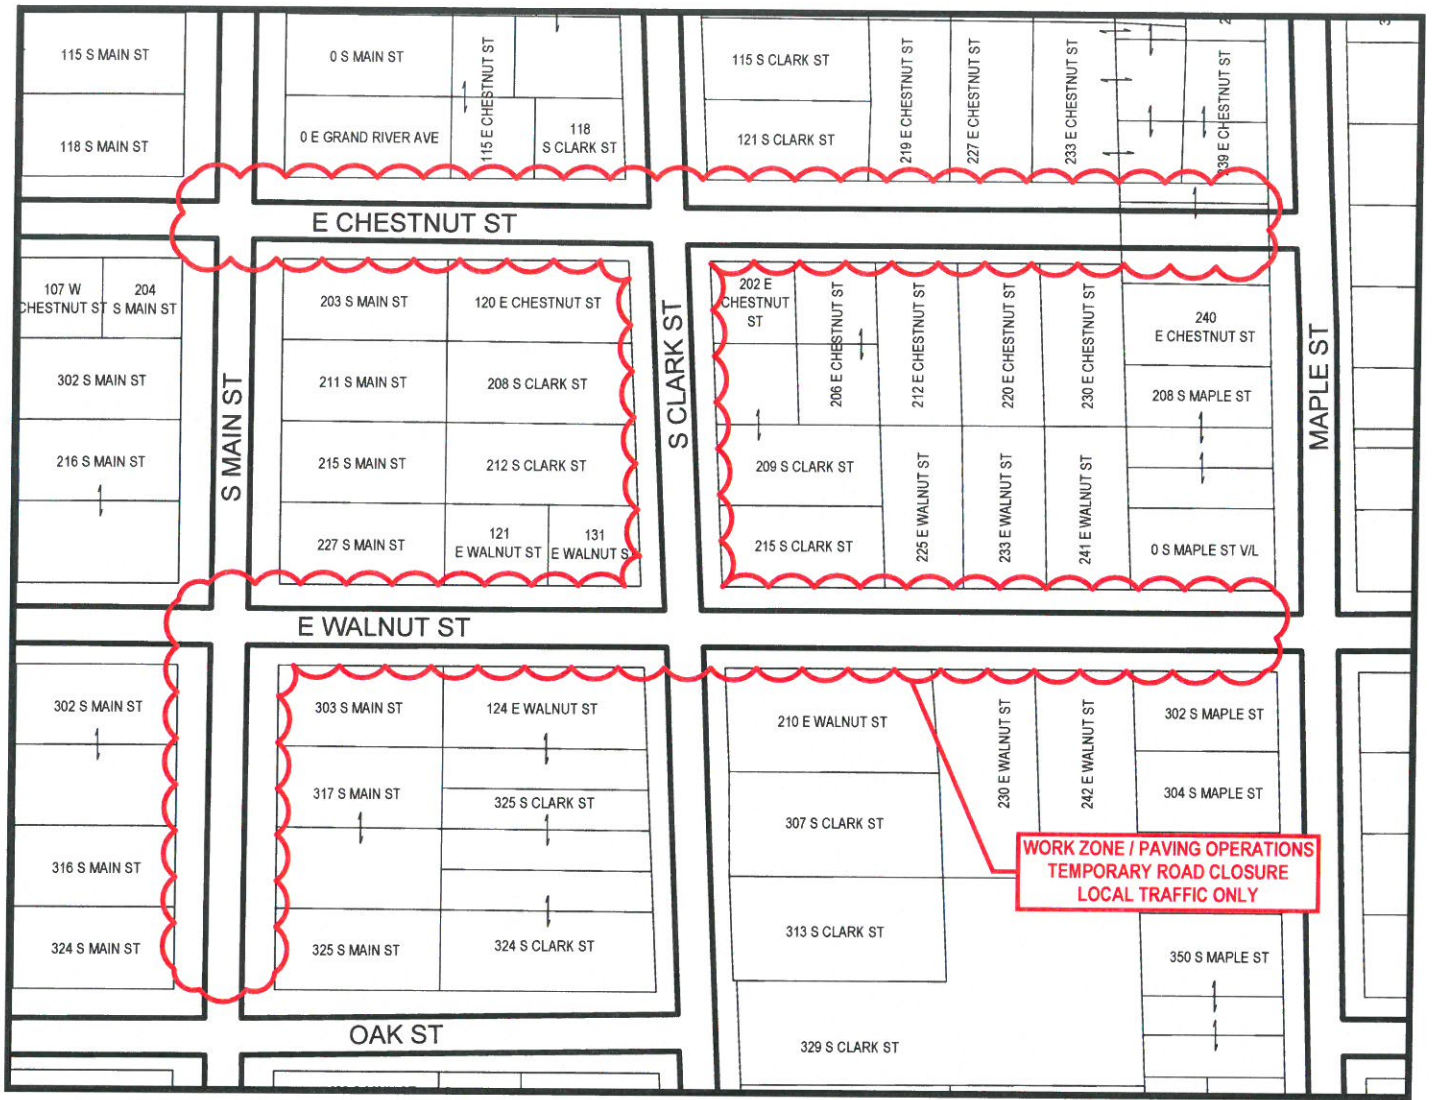 115 S MAIN ST
0 S MAIN ST
115 E CHESTNUT ST
115 S CLARK ST
219 E CHESTNUT ST
227 E CHESTNUT ST
233 E CHESTNUT ST
239 E CHESTNUT ST
118 S MAIN ST
0 E GRAND RIVER AVE
118
S CLARK ST
121 S CLARK ST
E CHESTNUT ST
107 W
CHESTNUT ST
204
S MAIN ST
203 S MAIN ST
120 E CHESTNUT ST
202 E
CHESTNUT
ST
206 E CHESTNUT ST
212 E CHESTNUT ST
220 E CHESTNUT ST
230 E CHESTNUT ST
240
E CHESTNUT ST
302 S MAIN ST
211 S MAIN ST
208 S CLARK ST
208 S MAPLE ST
S MAIN ST
S CLARK ST
MAPLE ST
216 S MAIN ST
215 S MAIN ST
212 S CLARK ST
209 S CLARK ST
225 E WALNUT ST
233 E WALNUT ST
241 E WALNUT ST
227 S MAIN ST
121
E WALNUT ST
131
E WALNUT S
215 S CLARK ST
0 S MAPLE ST V/L
E WALNUT ST
302 S MAIN ST
303 S MAIN ST
124 E WALNUT ST
210 E WALNUT ST
230 E WALNUT ST
242 E WALNUT ST
302 S MAPLE ST
317 S MAIN ST
325 S CLARK ST
307 S CLARK ST
304 S MAPLE ST
WORK ZONE / PAVING OPERATIONS
TEMPORARY ROAD CLOSURE
LOCAL TRAFFIC ONLY
316 S MAIN ST
324 S MAIN ST
325 S MAIN ST
324 S CLARK ST
313 S CLARK ST
350 S MAPLE ST
OAK ST
329 S CLARK ST